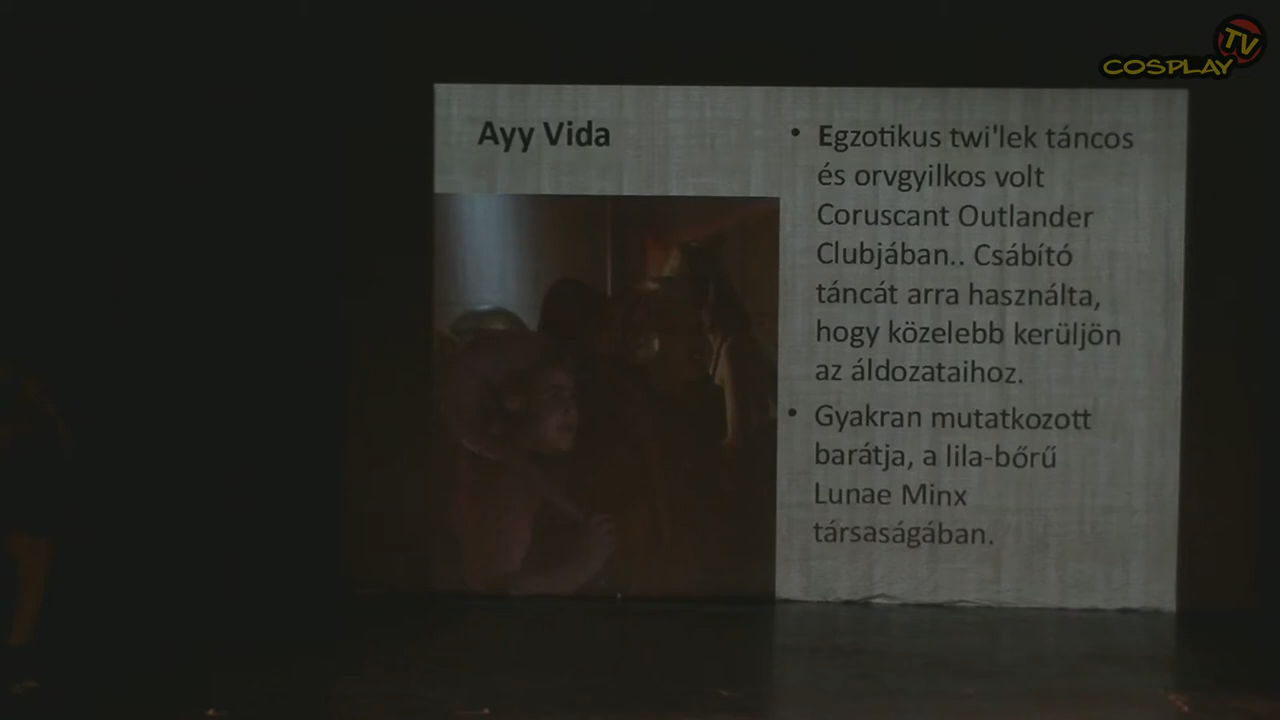 TV
COSPLAY
Ayy Vida
• Egzotikus twi'lek táncos
és orvgyilkos volt
Coruscant Outlander
Clubjában.. Csábító
táncát arra használta,
hogy közelebb kerüljön
az áldozataihoz.
• Gyakran mutatkozott
barátja, a lila-bőrű
Lunae Minx
társaságában.